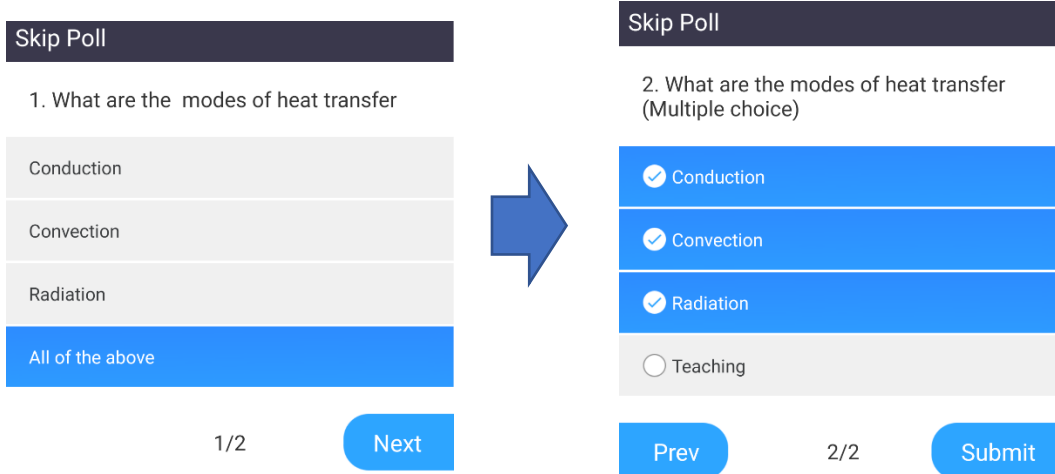 Skip Poll
1. What are the modes of heat transfer
Conduction
Convection
Radiation
All of the above
1/2
Next
Skip Poll
2. What are the modes of heat transfer
(Multiple choice)
Conduction
Convection
Radiation
Teaching
Prev
2/2
Submit